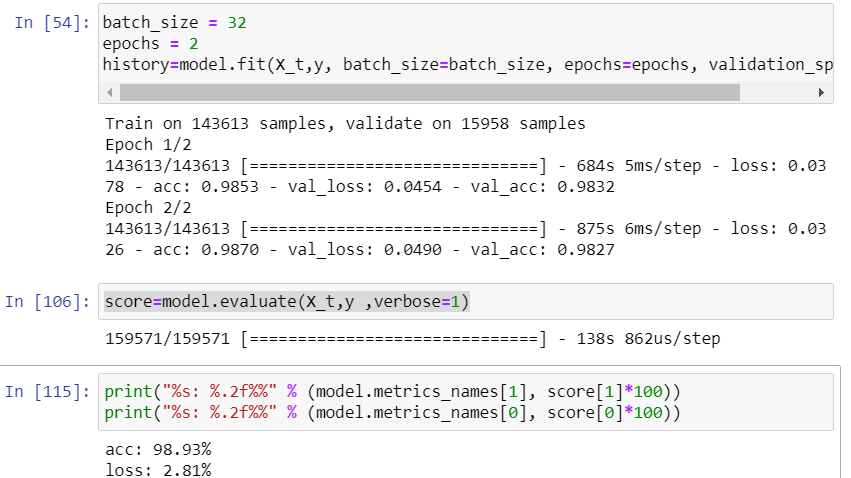 In [54]: batch_size = 32
epochs = 2
history=model.fit(X_t,y, batch_size=batch_size, epochs=epochs, validation_sp
Train on 143613 samples, validate on 15958 samples
Epoch 1/2
143613/143613 [==============================] - 684s 5ms/step - loss: 0.03
78 - acc: 0.9853 - val_loss: 0.0454 - val_acc: 0.9832
Epoch 2/2
143613/143613 [==============================] - 875s 6ms/step - loss: 0.03
26 - acc: 0.9870 - val_loss: 0.0490 - val_acc: 0.9827
In [106]: score=model.evaluate(X_t,y ,verbose=1)
159571/159571 [==============================] - 138s 862us/step
In [115]: print("%s: %.2f%%" % (model.metrics_names[1], score[1]*100))
print("%s: %.2f%%" % (model.metrics_names[0], score[0]*100))
acc: 98.93%
loss: 2.81%